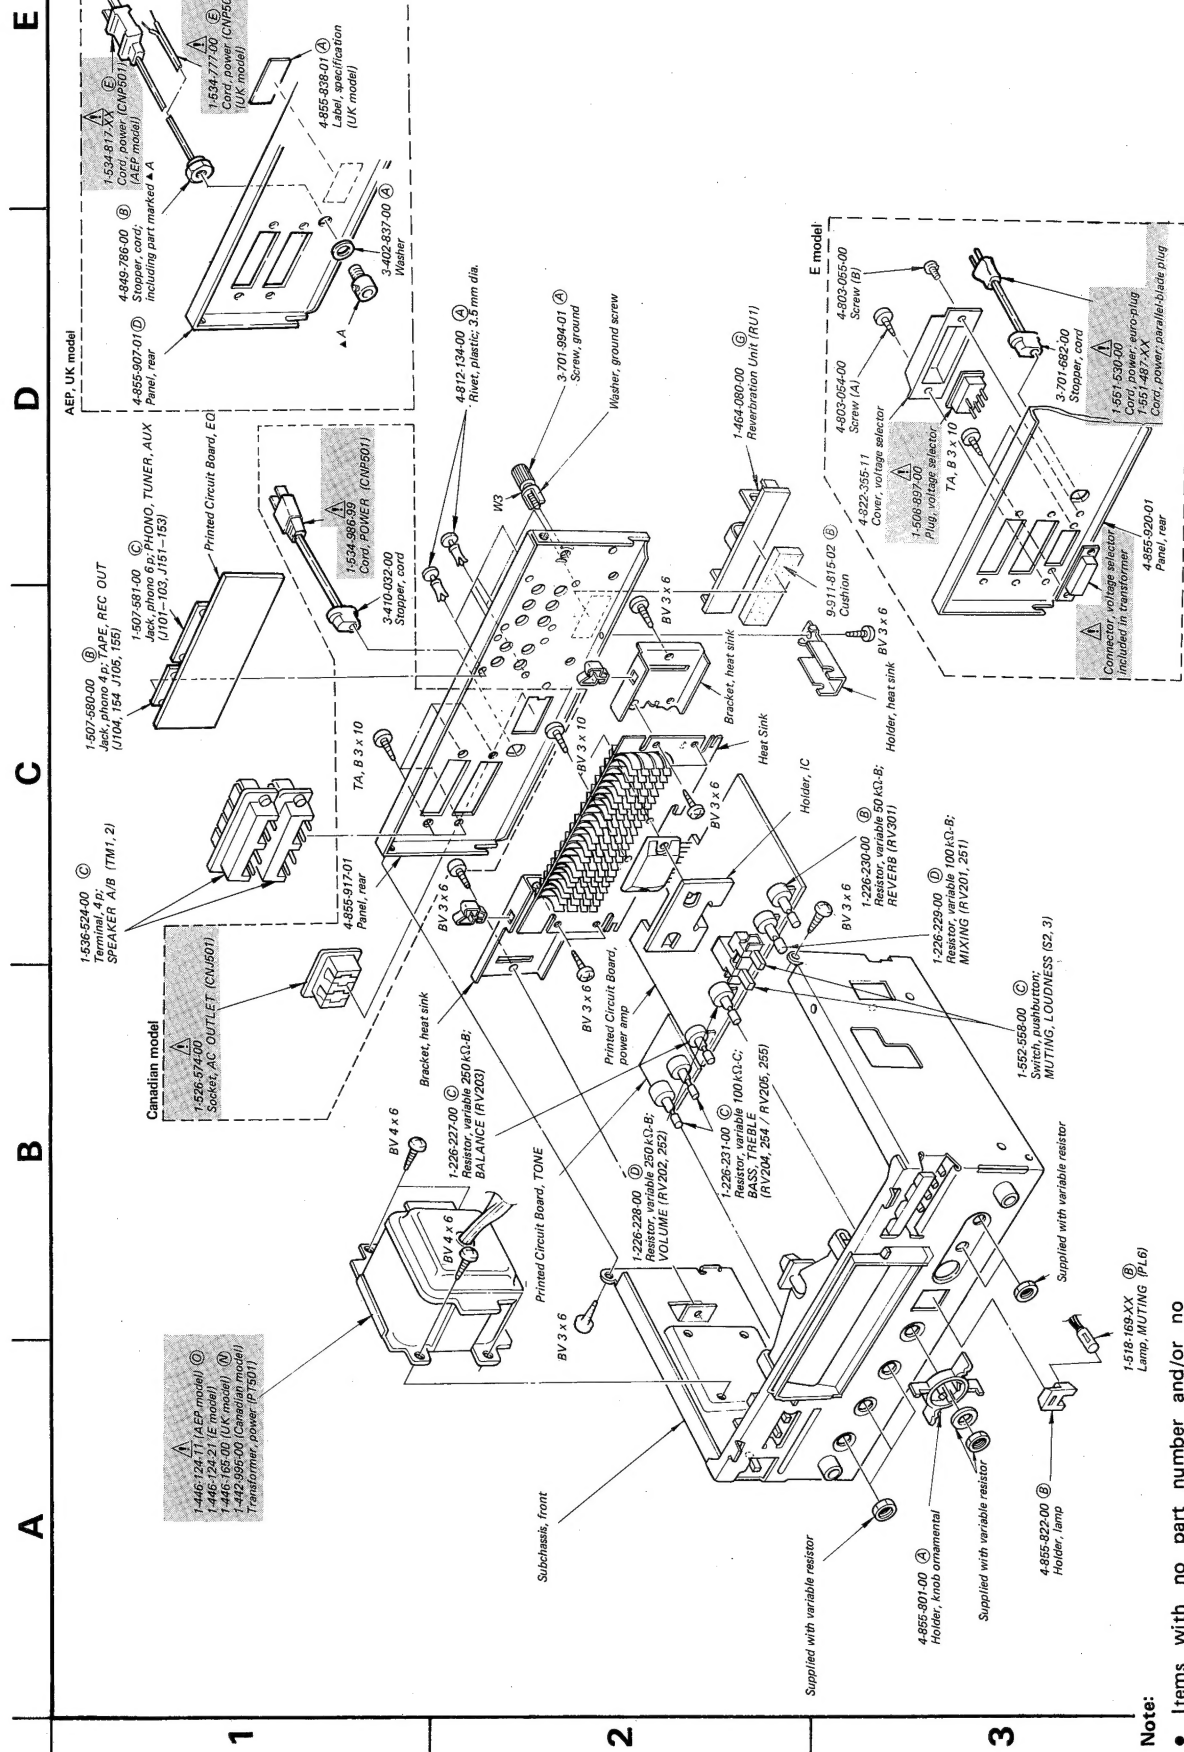 A
B
C
D
E
1
2
3
⚠
1-446-124-11 (AEP model) Ⓞ
1-446-124-21 (E model)
1-446-165-00 (UK model) Ⓝ
1-442-996-00 (Canadian model)
Transformer, power (PT501)
BV 4 x 6
BV 4 x 6
Canadian model
⚠
1-526-574-00
Socket, AC OUTLET (CNJ501)
1-536-524-00 Ⓒ
Terminal, 4 p;
SPEAKER A/B (TM1, 2)
1-507-580-00 Ⓑ
Jack, phono 4 p; TAPE, REC OUT
(J104, 154 J105, 155)
1-507-581-00 Ⓒ
Jack, phono 6 p; PHONO, TUNER, AUX
(J101–103, J151–153)
Printed Circuit Board, EQ
⚠
1-534-986-99
Cord, POWER (CNP501)
3-410-032-00
Stopper, cord
TA, B 3 x 10
4-855-917-01
Panel, rear
AEP, UK model
4-855-907-01 Ⓓ
Panel, rear
4-849-786-00 Ⓑ
Stopper, cord;
including part marked ▲ A
⚠
1-534-817-XX Ⓔ
Cord, power (CNP501)
(AEP model)
⚠
1-534-777-00 Ⓔ
Cord, power (CNP50
(UK model)
4-855-838-01 Ⓐ
Label, specification
(UK model)
3-402-837-00 Ⓐ
Washer
▲ A
4-812-134-00 Ⓐ
Rivet, plastic; 3.5 mm dia.
W3
3-701-994-01 Ⓐ
Screw, ground
Washer, ground screw
1-464-080-00 Ⓖ
Reverbration Unit (RU1)
9-911-815-02 Ⓑ
Cushion
BV 3 x 6
BV 3 x 6
Holder, heat sink
Bracket, heat sink
Heat Sink
BV 3 x 10
BV 3 x 6
BV 3 x 6
Holder, IC
Bracket, heat sink
BV 3 x 6
Printed Circuit Board,
power amp
1-226-227-00 Ⓒ
Resistor, variable 250 kΩ-B;
BALANCE (RV203)
Printed Circuit Board, TONE
1-226-228-00 Ⓓ
Resistor, variable 250 kΩ-B;
VOLUME (RV202, 252)
1-226-231-00 Ⓒ
Resistor, variable 100 kΩ-C;
BASS, TREBLE
(RV204, 254 / RV205, 255)
1-226-230-00 Ⓑ
Resistor, variable 50 kΩ-B;
REVERB (RV301)
BV 3 x 6
1-226-229-00 Ⓓ
Resistor, variable 100 kΩ-B;
MIXING (RV201, 251)
1-552-558-00 Ⓒ
Switch, pushbutton;
MUTING, LOUDNESS (S2, 3)
BV 3 x 6
Subchassis, front
Supplied with variable resistor
4-855-801-00 Ⓐ
Holder, knob ornamental
Supplied with variable resistor
4-855-822-00 Ⓑ
Holder, lamp
1-518-169-XX Ⓑ
Lamp, MUTING (PL6)
Supplied with variable resistor
E model
4-803-055-00
Screw (B)
4-803-054-00
Screw (A)
4-822-355-11
Cover, voltage selector
⚠
1-508-897-00
Plug, voltage selector
TA, B 3 x 10
3-701-682-00
Stopper, cord
⚠
1-551-530-00
Cord, power; euro-plug
1-551-487-XX
Cord, power; parallel-blade plug
⚠
Connector, voltage selector
included in transformer
4-855-920-01
Panel, rear
Note:
• Items with no part number and/or no